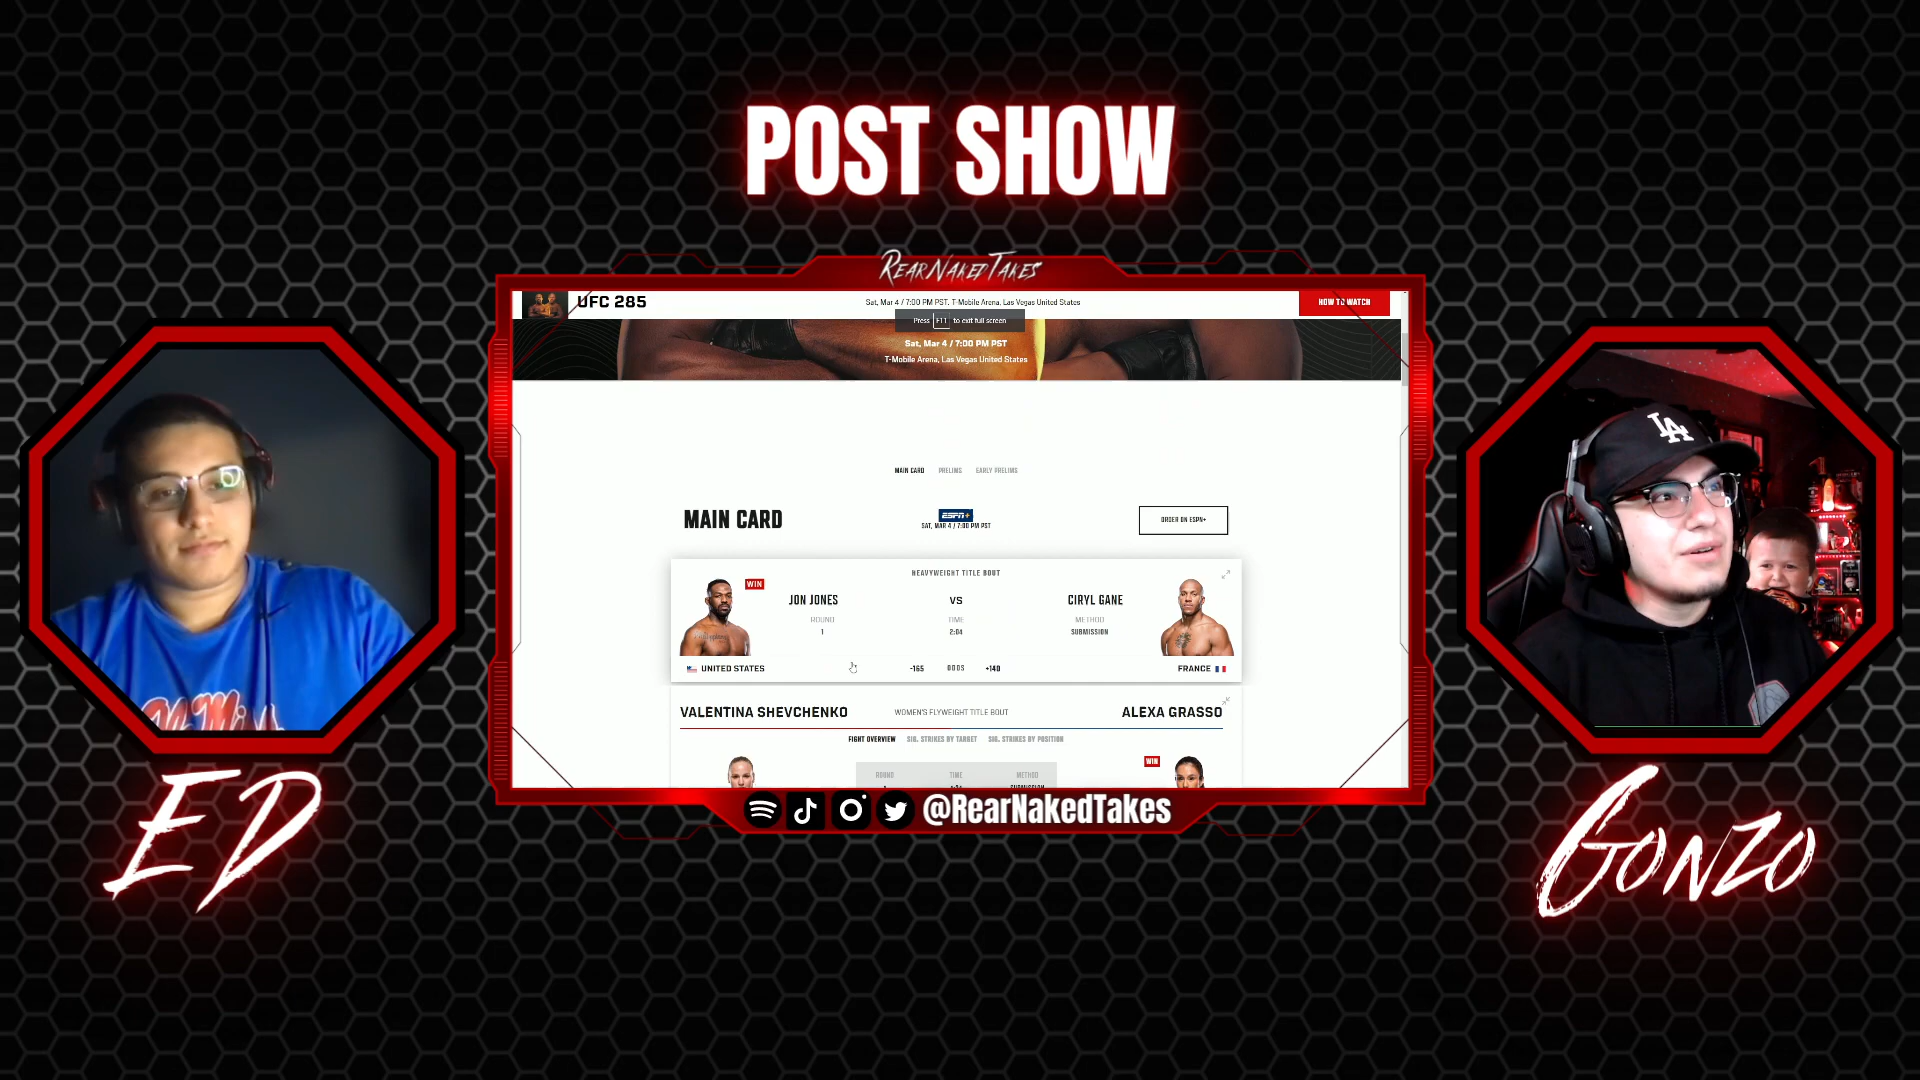 POST SHOW
REARNAKEDTAKES
UFC 285
Sat, Mar 4 / 7:00 PM PST, T-Mobile Arena, Las Vegas United States
HOW TO WATCH
Press F11 to exit full screen
Sat, Mar 4 / 7:00 PM PST
T-Mobile Arena, Las Vegas United States
MAIN CARD PRELIMS EARLY PRELIMS
MAIN CARD
ESPN+
SAT, MAR 4 / 7:00 PM PST
ORDER ON ESPN+
HEAVYWEIGHT TITLE BOUT
WIN
JON JONES VS CIRYL GANE
ROUND TIME METHOD
1 2:04 SUBMISSION
UNITED STATES -165 ODDS +140 FRANCE
VALENTINA SHEVCHENKO WOMEN'S FLYWEIGHT TITLE BOUT ALEXA GRASSO
FIGHT OVERVIEW SIG. STRIKES BY TARGET SIG. STRIKES BY POSITION
WIN
ROUND TIME METHOD
SUBMISSION
@RearNakedTakes
LA
ED
GONZO